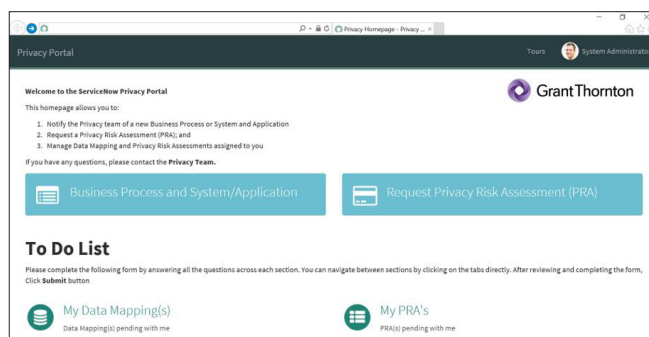 Privacy Homepage - Privacy ...
Privacy Portal
Tours
System Administrato
Welcome to the ServiceNow Privacy Portal
Grant Thornton
This homepage allows you to:
1. Notify the Privacy team of a new Business Process or System and Application
2. Request a Privacy Risk Assessment (PRA); and
3. Manage Data Mapping and Privacy Risk Assessments assigned to you
If you have any questions, please contact the Privacy Team.
Business Process and System/Application
Request Privacy Risk Assessment (PRA)
To Do List
Please complete the following form by answering all the questions across each section. You can navigate between sections by clicking on the tabs directly. After reviewing and completing the form,
Click Submit button
My Data Mapping(s)
Data Mapping(s) pending with me
My PRA's
PRA(s) pending with me